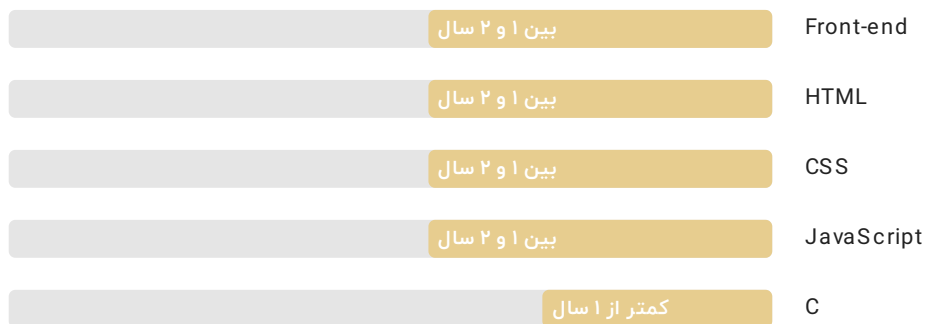 Front-end
بین ۱ و ۲ سال
HTML
بین ۱ و ۲ سال
CSS
بین ۱ و ۲ سال
JavaScript
بین ۱ و ۲ سال
C
کمتر از ۱ سال